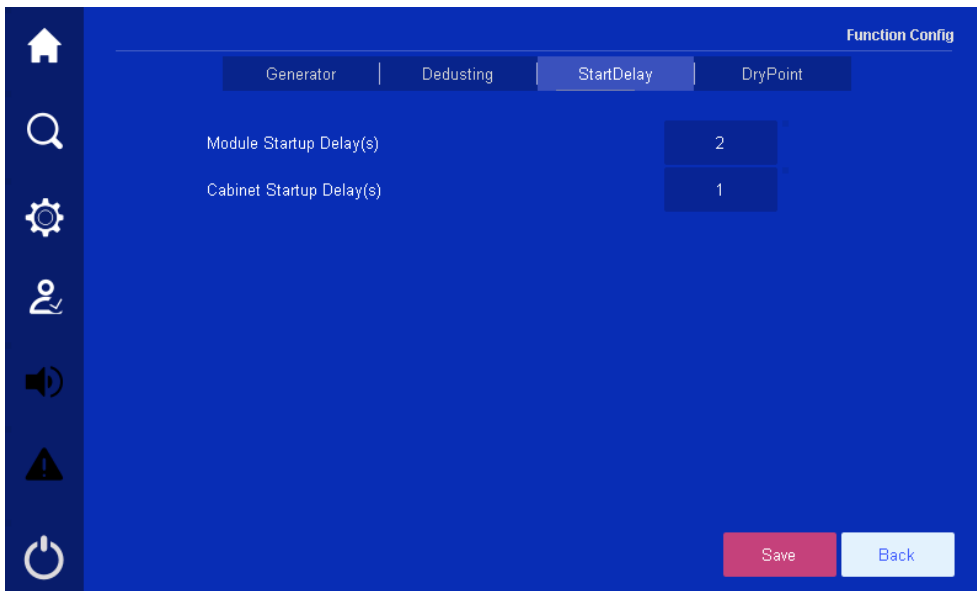 Function Config
Generator
Dedusting
StartDelay
DryPoint
Module Startup Delay(s)
2
Cabinet Startup Delay(s)
1
Save
Back